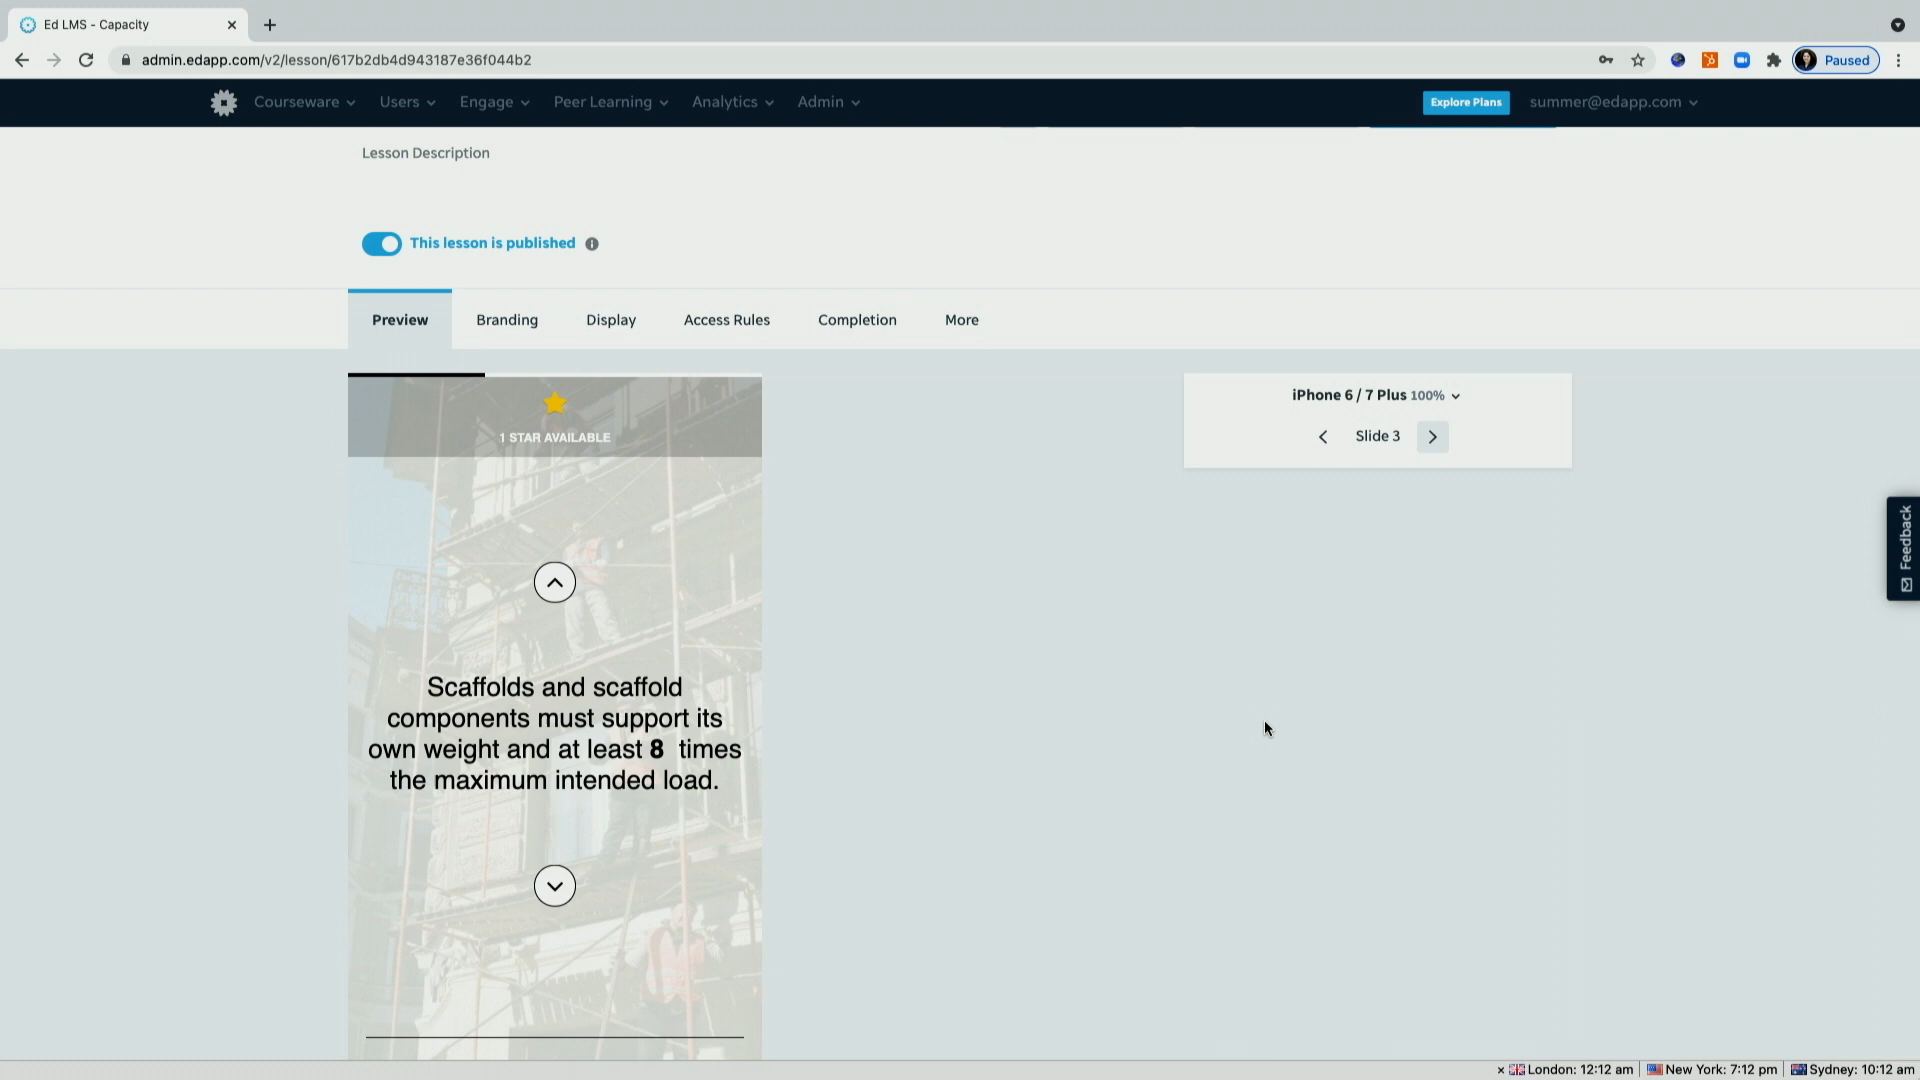 Ed LMS - Capacity
admin.edapp.com/v2/lesson/617b2db4d943187e36f044b2
Paused
Courseware
Users
Engage
Peer Learning
Analytics
Admin
Explore Plans
summer@edapp.com
Lesson Description
This lesson is published
Preview
Branding
Display
Access Rules
Completion
More
1 STAR AVAILABLE
iPhone 6 / 7 Plus 100%
Slide 3
Feedback
Scaffolds and scaffold
components must support its
own weight and at least 8 times
the maximum intended load.
London: 12:12 am
New York: 7:12 pm
Sydney: 10:12 am